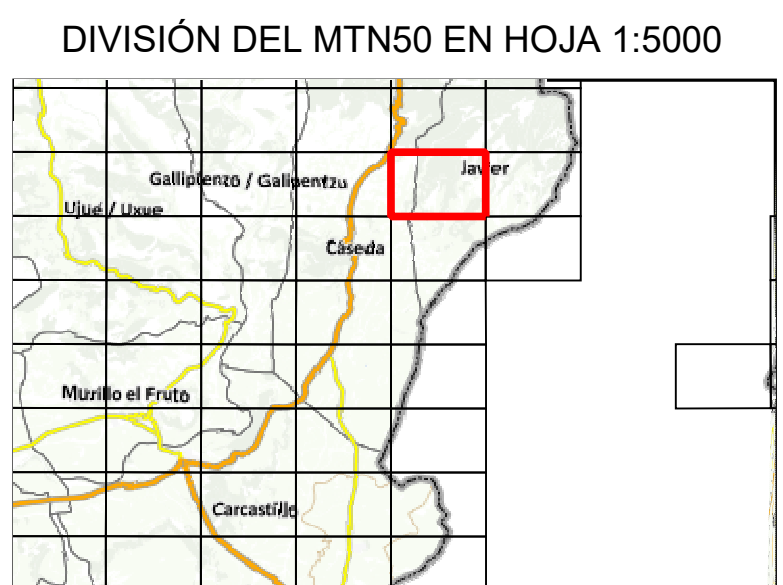 DIVISIÓN DEL MTN50 EN HOJA 1:5000
Javier
Gallipienzo / Galipentzu
Ujué / Uxue
Cáseda
Murillo el Fruto
Carcastillo